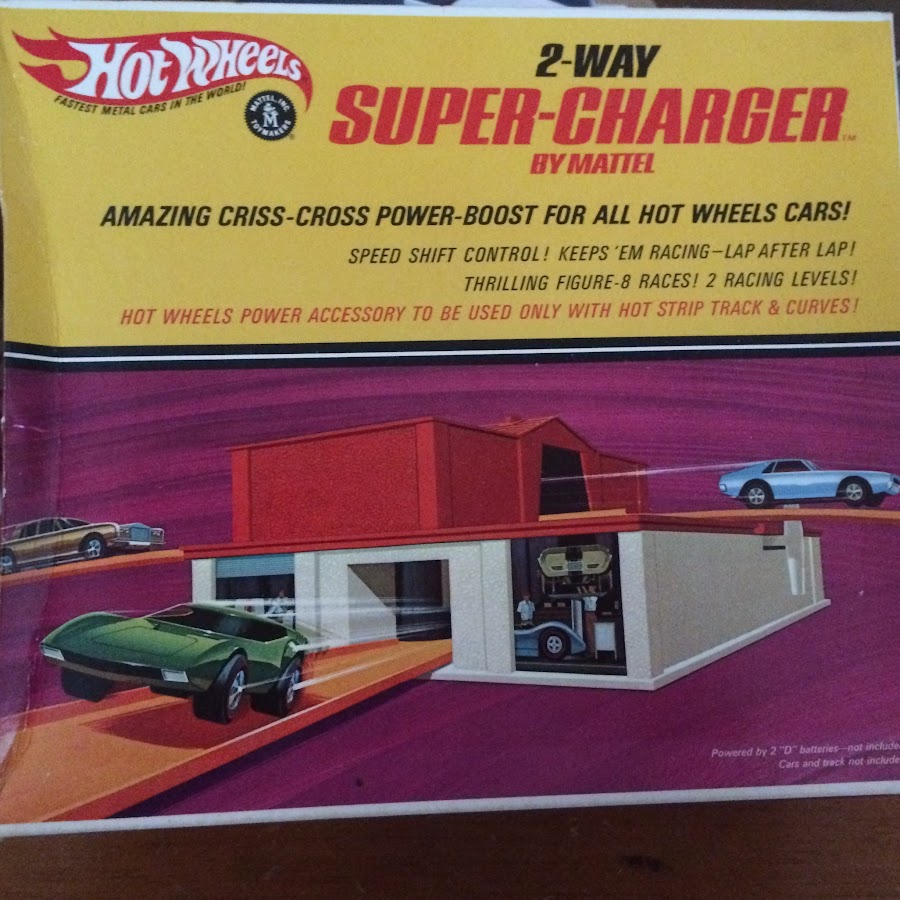 HOT WHEELS
FASTEST METAL CARS IN THE WORLD!
MATTEL, INC.
M
TOYMAKERS
®
2-WAY
SUPER-CHARGER™
BY MATTEL
AMAZING CRISS-CROSS POWER-BOOST FOR ALL HOT WHEELS CARS!
SPEED SHIFT CONTROL! KEEPS 'EM RACING—LAP AFTER LAP!
THRILLING FIGURE-8 RACES! 2 RACING LEVELS!
HOT WHEELS POWER ACCESSORY TO BE USED ONLY WITH HOT STRIP TRACK & CURVES!
Powered by 2 "D" batteries—not include
Cars and track not include